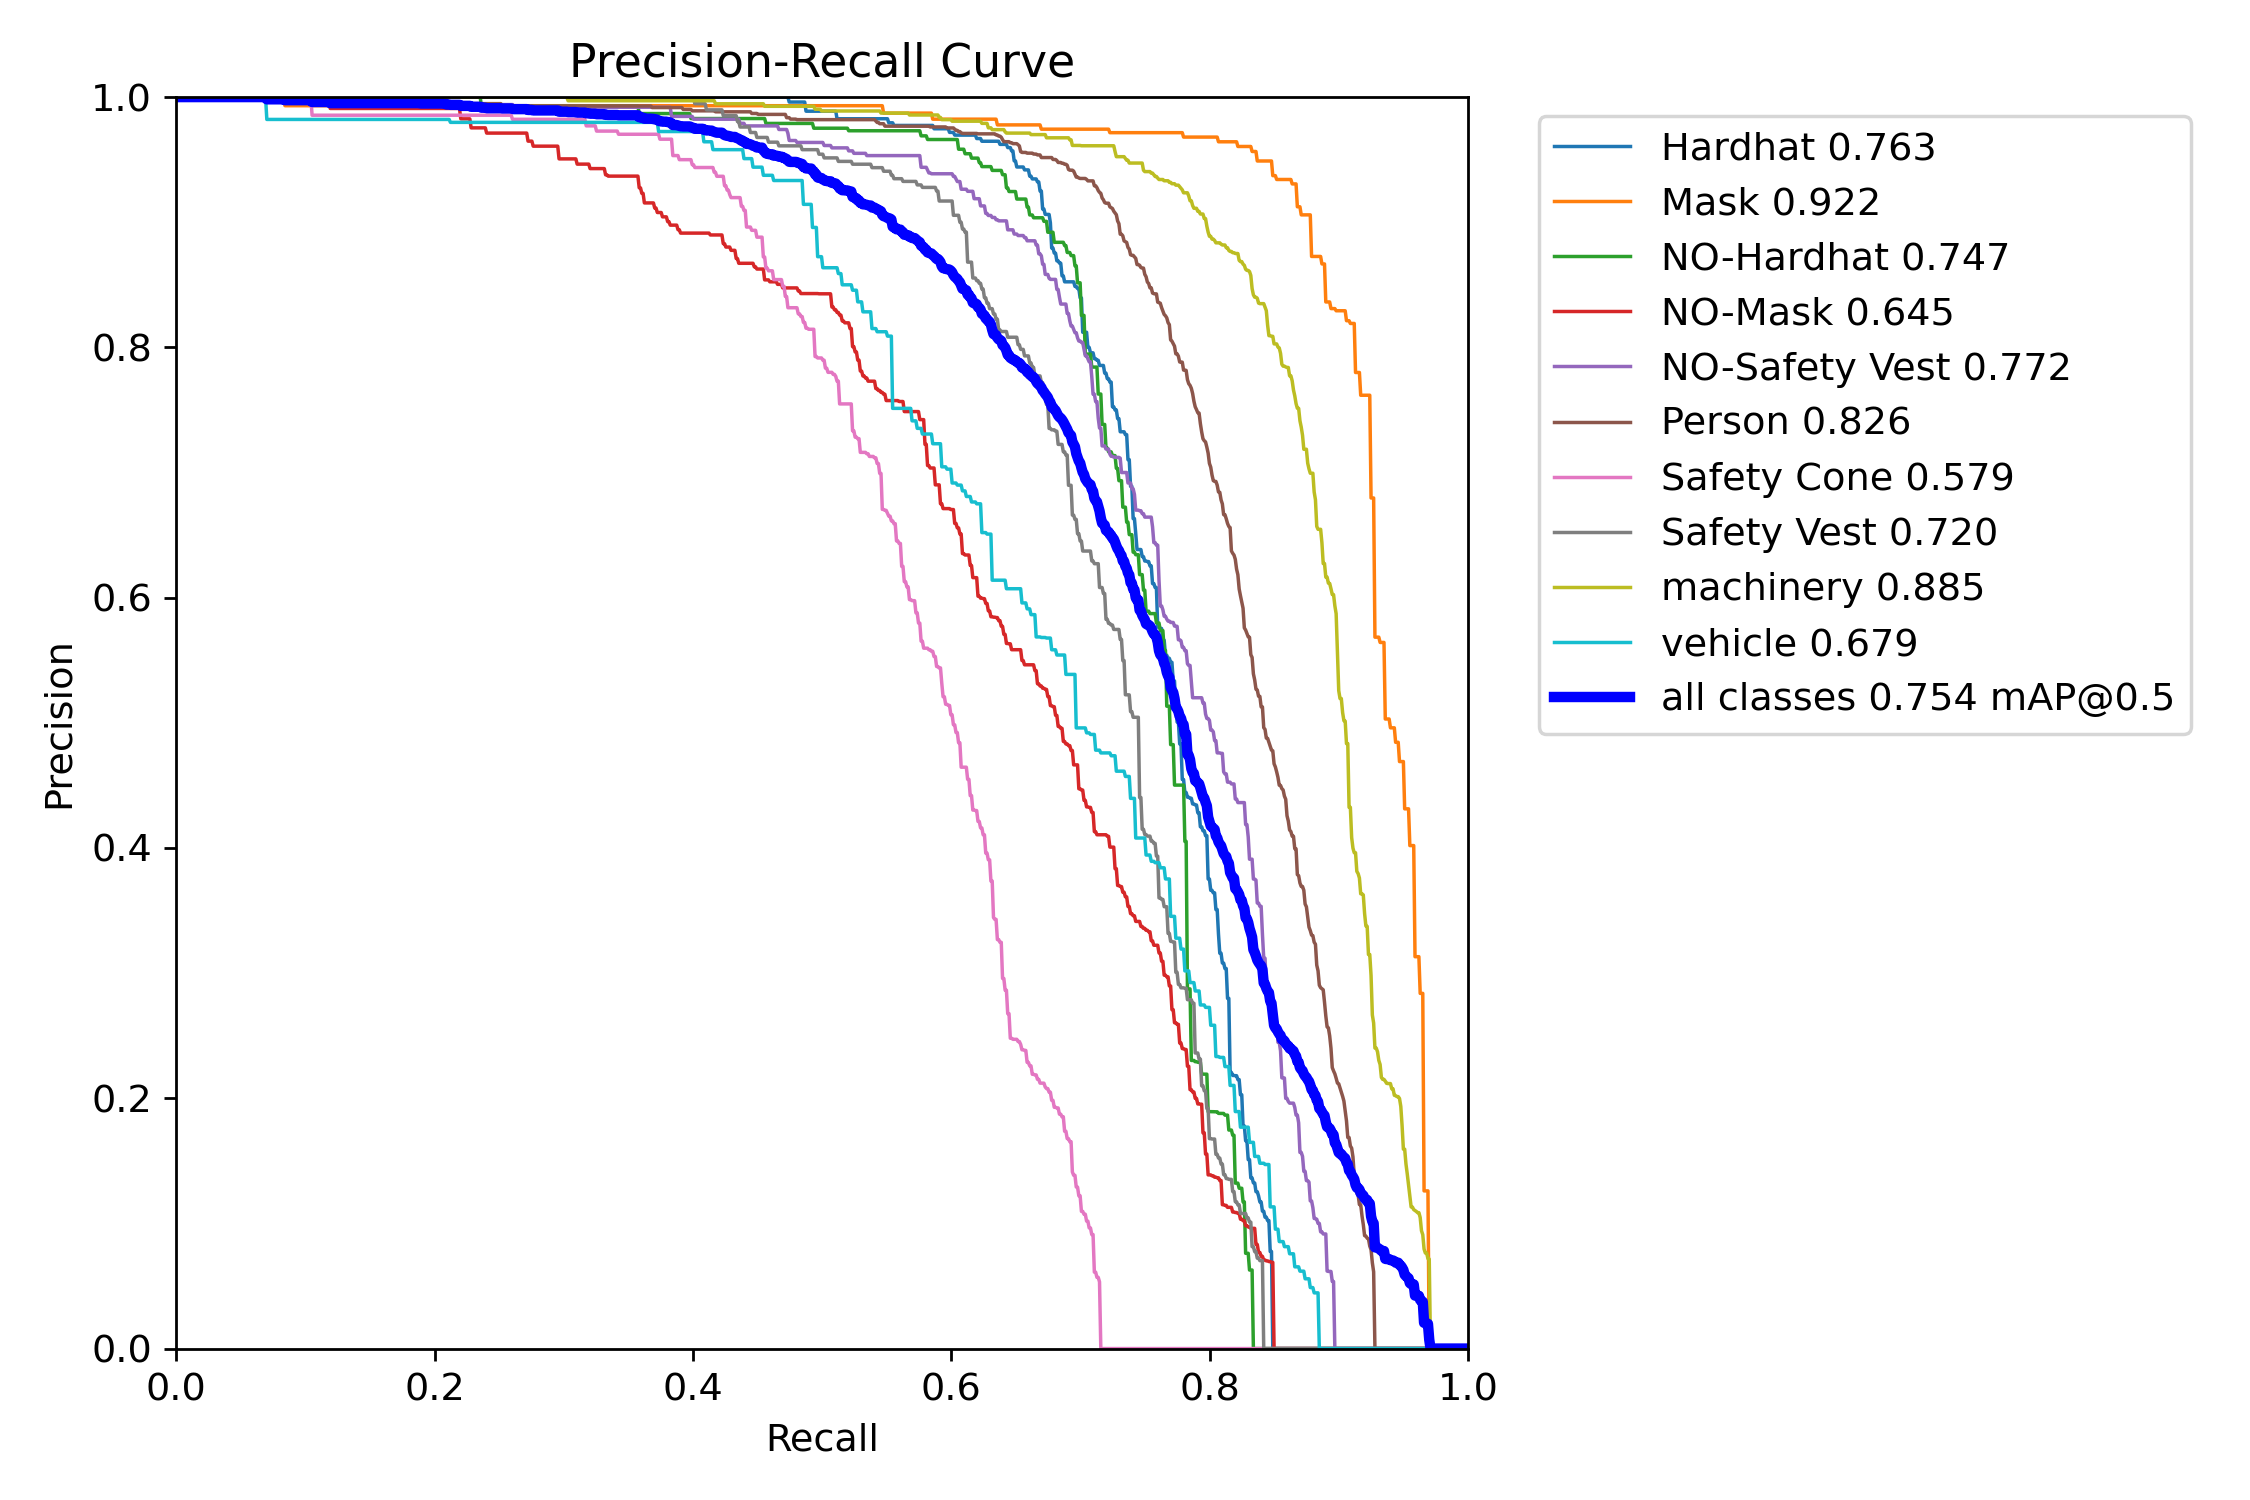 Precision-Recall Curve
1.0
0.8
0.6
0.4
0.2
0.0
Precision
0.0 0.2 0.4 0.6 0.8 1.0
Recall
Hardhat 0.763
Mask 0.922
NO-Hardhat 0.747
NO-Mask 0.645
NO-Safety Vest 0.772
Person 0.826
Safety Cone 0.579
Safety Vest 0.720
machinery 0.885
vehicle 0.679
all classes 0.754 mAP@0.5